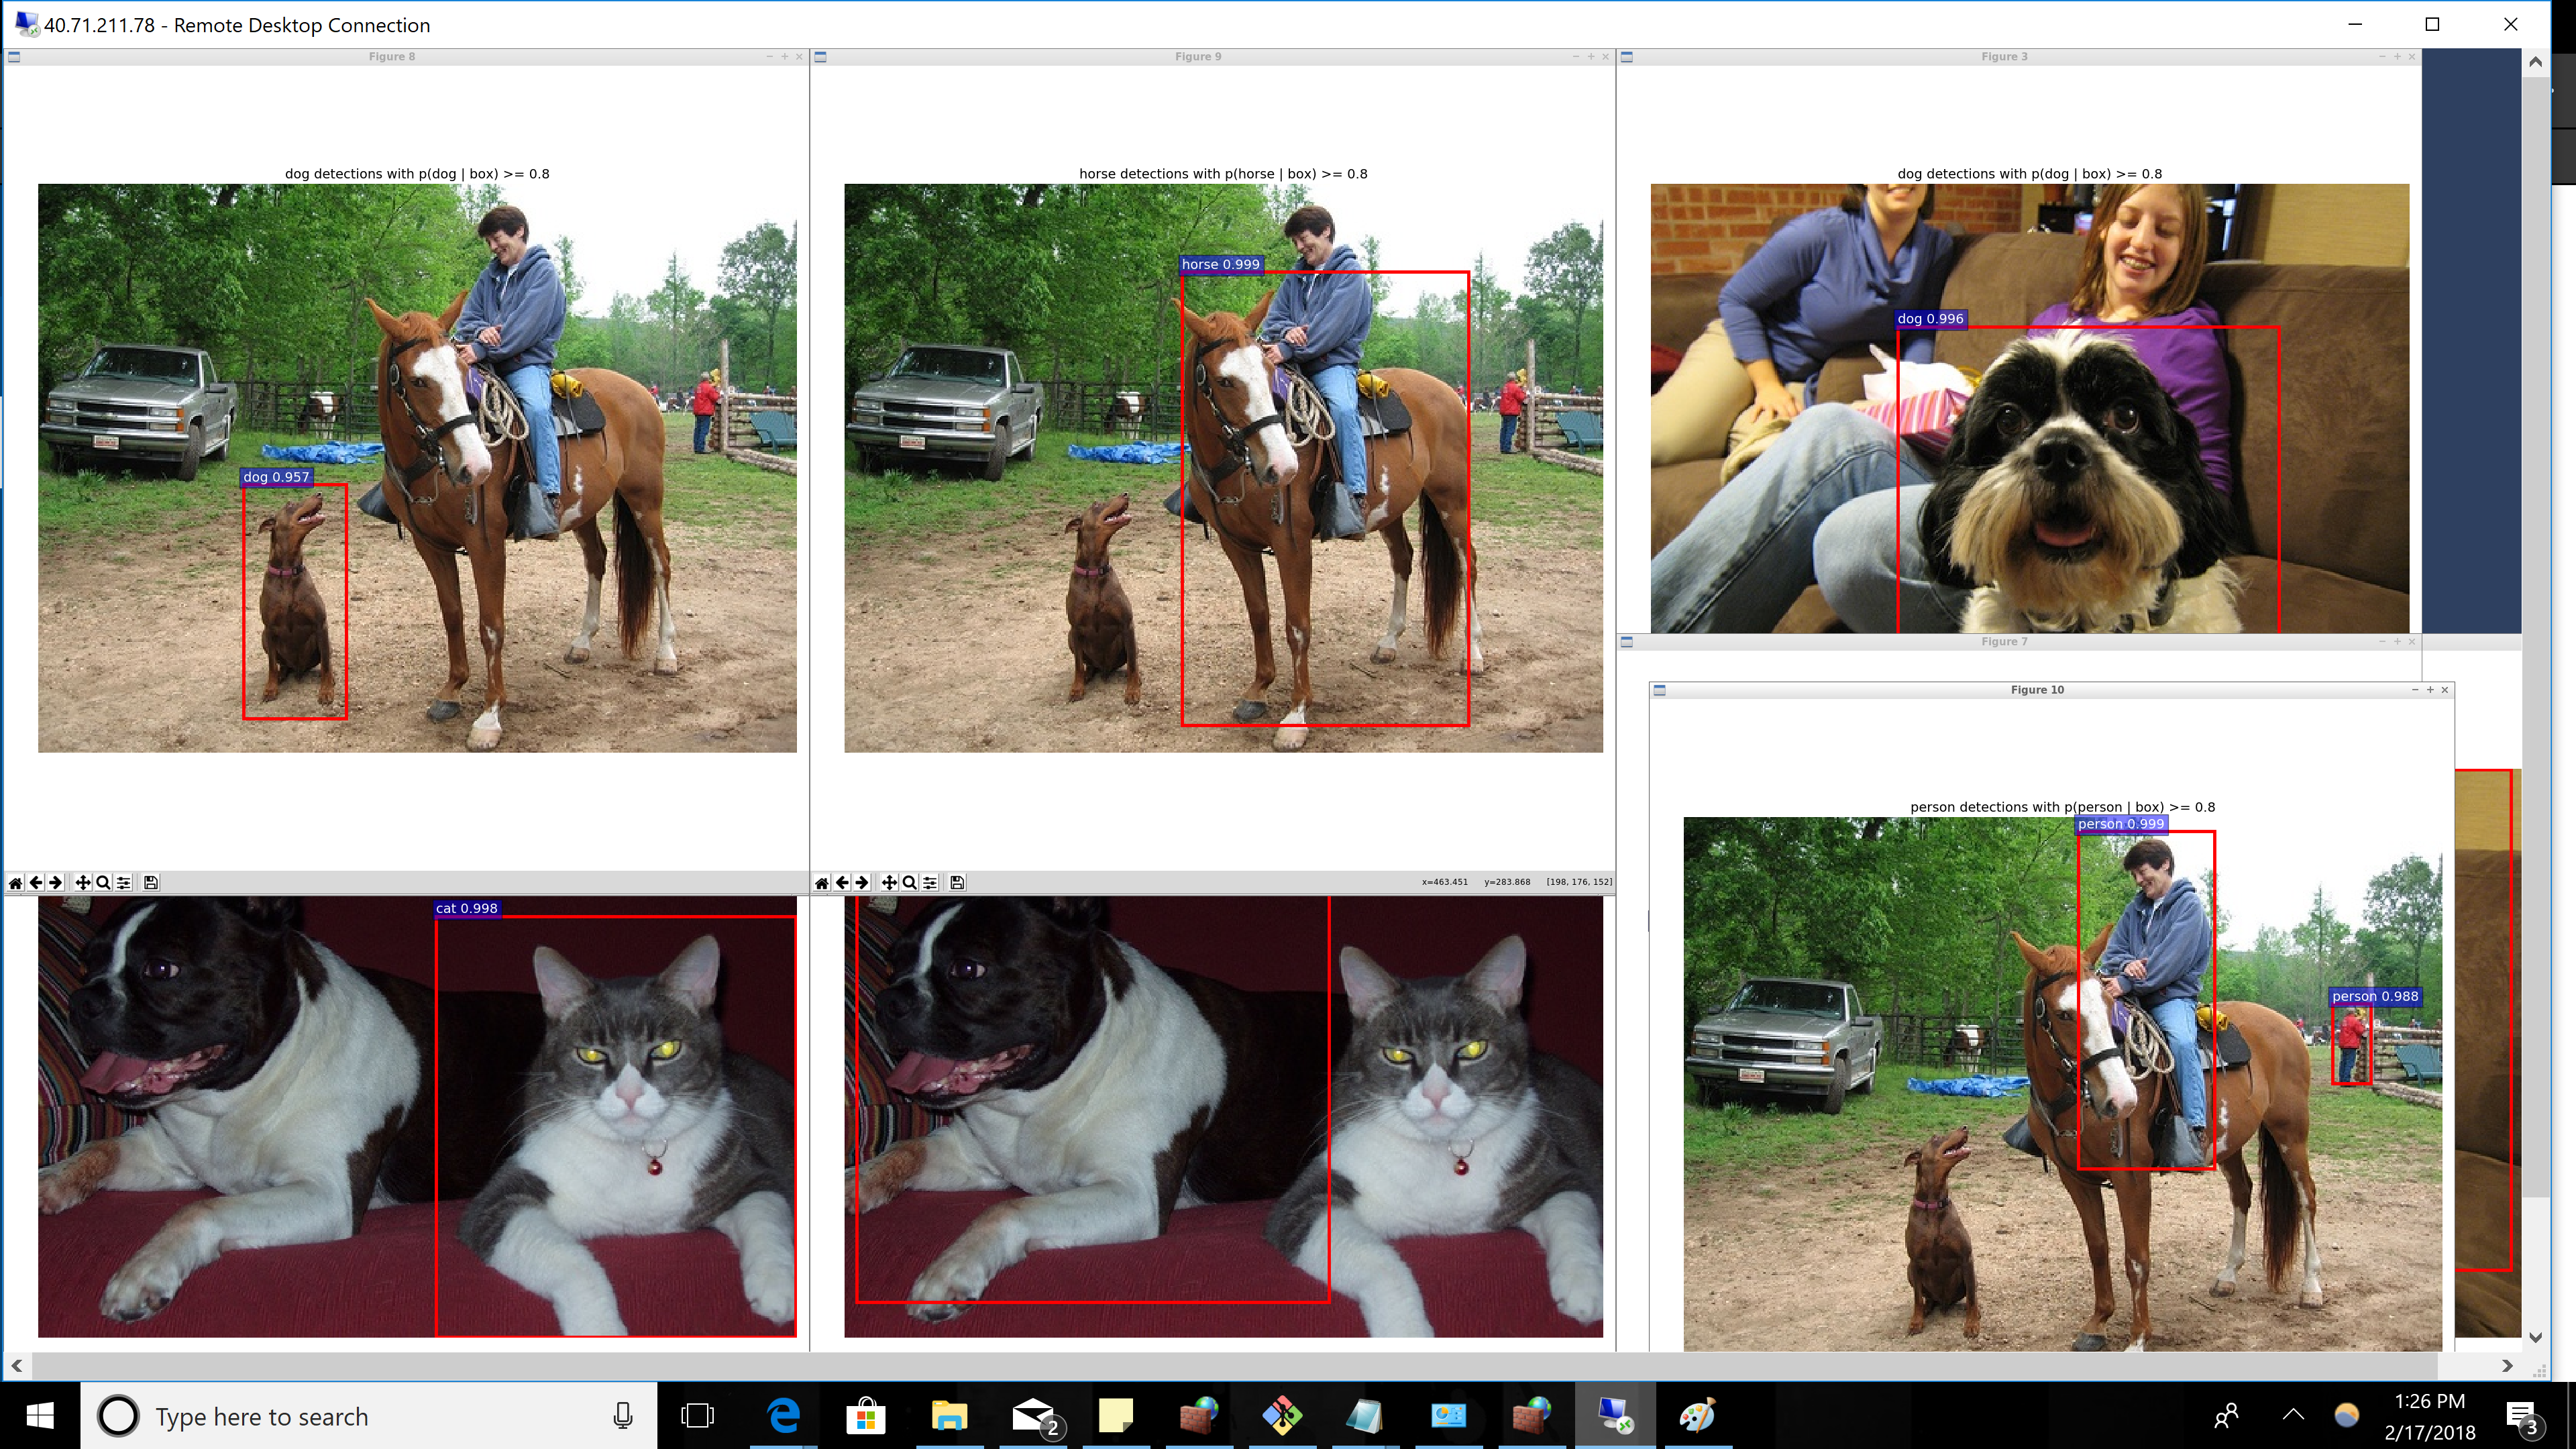 40.71.211.78 - Remote Desktop Connection
Figure 8
Figure 9
Figure 3
dog detections with p(dog | box) >= 0.8
horse detections with p(horse | box) >= 0.8
dog detections with p(dog | box) >= 0.8
horse 0.999
dog 0.996
dog 0.957
Figure 7
Figure 10
person detections with p(person | box) >= 0.8
person 0.999
x=463.451 y=283.868 [198, 176, 152]
cat 0.998
person 0.988
Type here to search
2
1:26 PM
2/17/2018
3